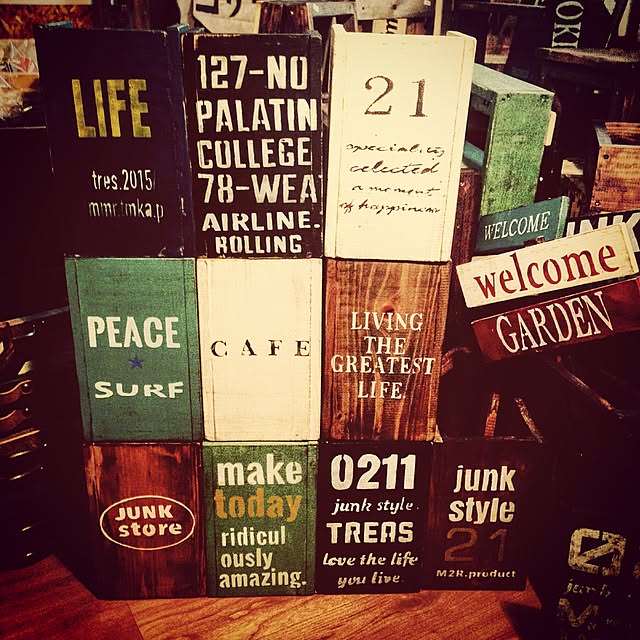 LIFE
tres.2015/
127-NO
PALATIN
COLLEGE
78-WEA
AIRLINE.
ROLLING
21
speciality
selected
a moment
of happiness
WELCOME
welcome
GARDEN
PEACE
SURF
CAFE
LIVING
THE
GREATEST
LIFE
JUNK
store
make
today
ridicul
ously
amazing.
0211
junk style.
TREAS
love the life
you live.
junk
style
21
M2R.product